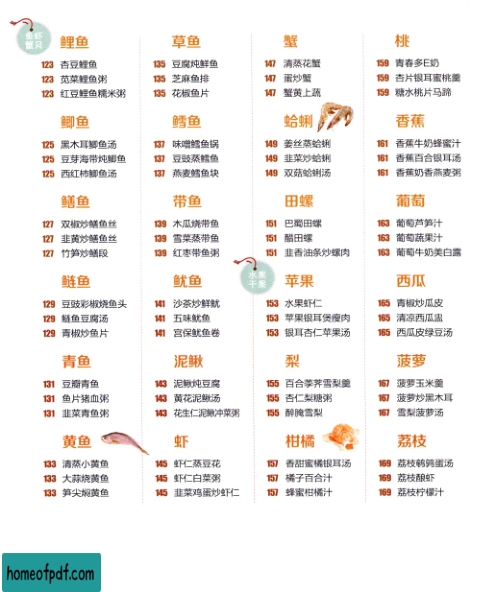 鱼虾
蟹贝
鲤鱼
123 杏豆鲤鱼
123 苋菜鲤鱼粥
123 红豆鲤鱼糯米粥
鲫鱼
125 黑木耳鲫鱼汤
125 豆芽海带炖鲫鱼
125 西红柿鲫鱼汤
鳝鱼
127 双椒炒鳝鱼丝
127 韭黄炒鳝鱼丝
127 竹笋炒鳝段
鲢鱼
129 豆豉彩椒烧鱼头
129 鲢鱼豆腐汤
129 青椒炒鱼片
青鱼
131 豆瓣青鱼
131 鱼片猪血粥
131 韭菜青鱼粥
黄鱼
133 清蒸小黄鱼
133 大蒜烧黄鱼
133 笋尖焖黄鱼
草鱼
135 豆腐炖鲜鱼
135 芝麻鱼排
135 花椒鱼片
鳕鱼
137 味噌鳕鱼锅
137 豆豉蒸鳕鱼
137 燕麦鳕鱼块
带鱼
139 木瓜烧带鱼
139 雪菜蒸带鱼
139 红枣带鱼粥
鱿鱼
141 沙茶炒鲜鱿
141 五味鱿鱼
141 宫保鱿鱼卷
泥鳅
143 泥鳅炖豆腐
143 黄花泥鳅汤
143 花生仁泥鳅冲菜粥
虾
145 虾仁蒸豆花
145 虾仁白菜粥
145 韭菜鸡蛋炒虾仁
蟹
147 清蒸花蟹
147 蛋炒蟹
147 蟹黄上蔬
蛤蜊
149 姜丝蒸蛤蜊
149 韭菜炒蛤蜊
149 双菇蛤蜊汤
田螺
151 巴蜀田螺
151 醋田螺
151 韭香油条炒螺肉
水果
干果
苹果
153 水果虾仁
153 苹果银耳煲瘦肉
153 银耳杏仁苹果汤
梨
155 百合荸荠雪梨羹
155 杏仁梨糖粥
155 醉腌雪梨
柑橘
157 香甜蜜橘银耳汤
157 橘子百合汁
157 蜂蜜柑橘汁
桃
159 青春多E奶
159 杏片银耳蜜桃羹
159 糖水桃片马蹄
香蕉
161 香蕉牛奶蜂蜜汁
161 香蕉百合银耳汤
161 香蕉奶香燕麦粥
葡萄
163 葡萄芦笋汁
163 葡萄蔬果汁
163 葡萄牛奶美白露
西瓜
165 青椒炒瓜皮
165 清凉西瓜盅
165 西瓜皮绿豆汤
菠萝
167 菠萝玉米羹
167 菠萝炒黑木耳
167 雪梨菠萝汤
荔枝
169 荔枝鹌鹑蛋汤
169 荔枝酿虾
169 荔枝柠檬汁
homeofpdf.com